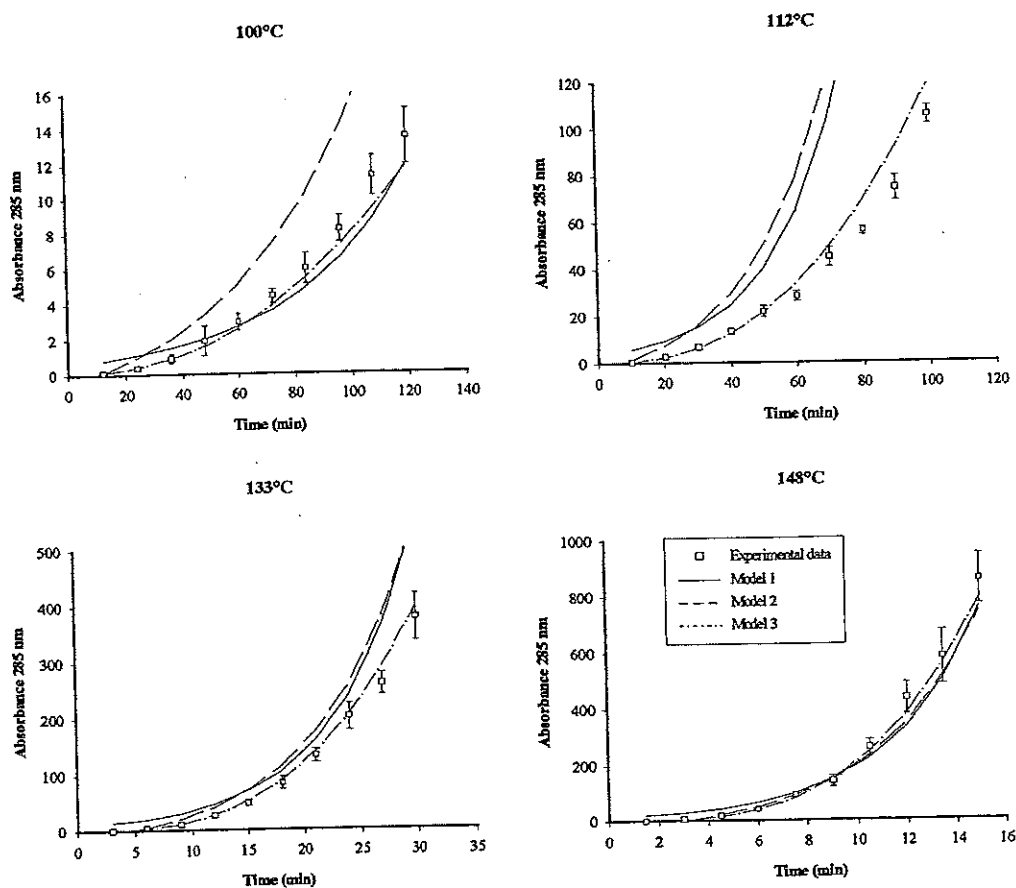 100°C
16
14
12
10
8
6
4
2
0
Absorbance 285 nm
0 20 40 60 80 100 120 140
Time (min)
112°C
120
100
80
60
40
20
0
Absorbance 285 nm
0 20 40 60 80 100 120
Time (min)
133°C
500
400
300
200
100
0
Absorbance 285 nm
0 5 10 15 20 25 30 35
Time (min)
148°C
1000
800
600
400
200
0
Absorbance 285 nm
0 2 4 6 8 10 12 14 16
Time (min)
Experimental data
Model 1
Model 2
Model 3